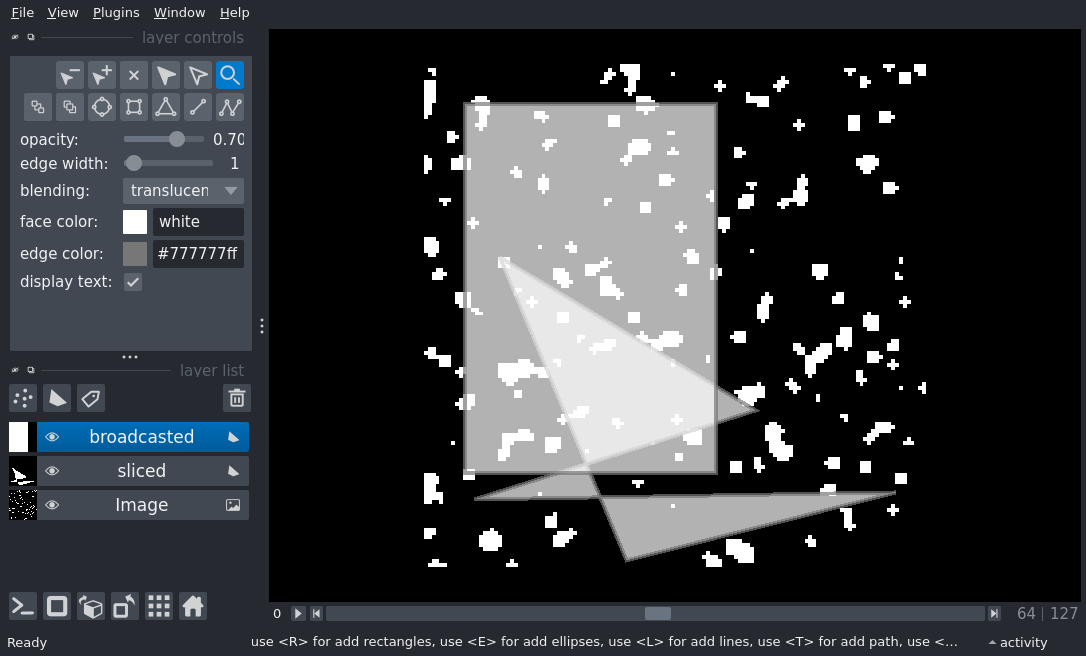 File View Plugins Window Help
layer controls
opacity: 0.70
edge width: 1
blending: translucen
face color: white
edge color: #777777ff
display text:
layer list
broadcasted
sliced
Image
0 64 | 127
Ready use <R> for add rectangles, use <E> for add ellipses, use <L> for add lines, use <T> for add path, use <... activity